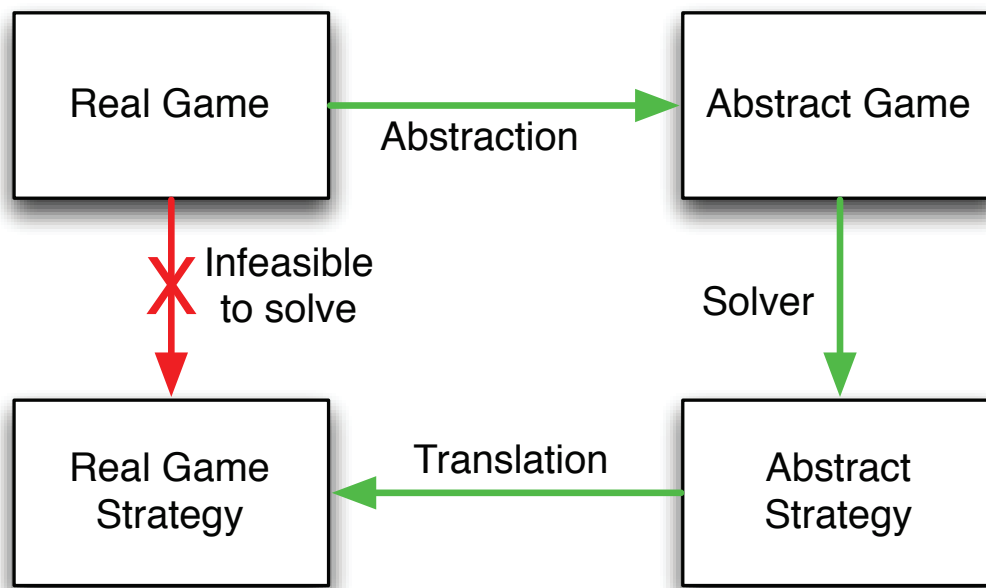 Real Game
Abstraction
Abstract Game
Infeasible
to solve
X
Solver
Real Game
Strategy
Translation
Abstract
Strategy